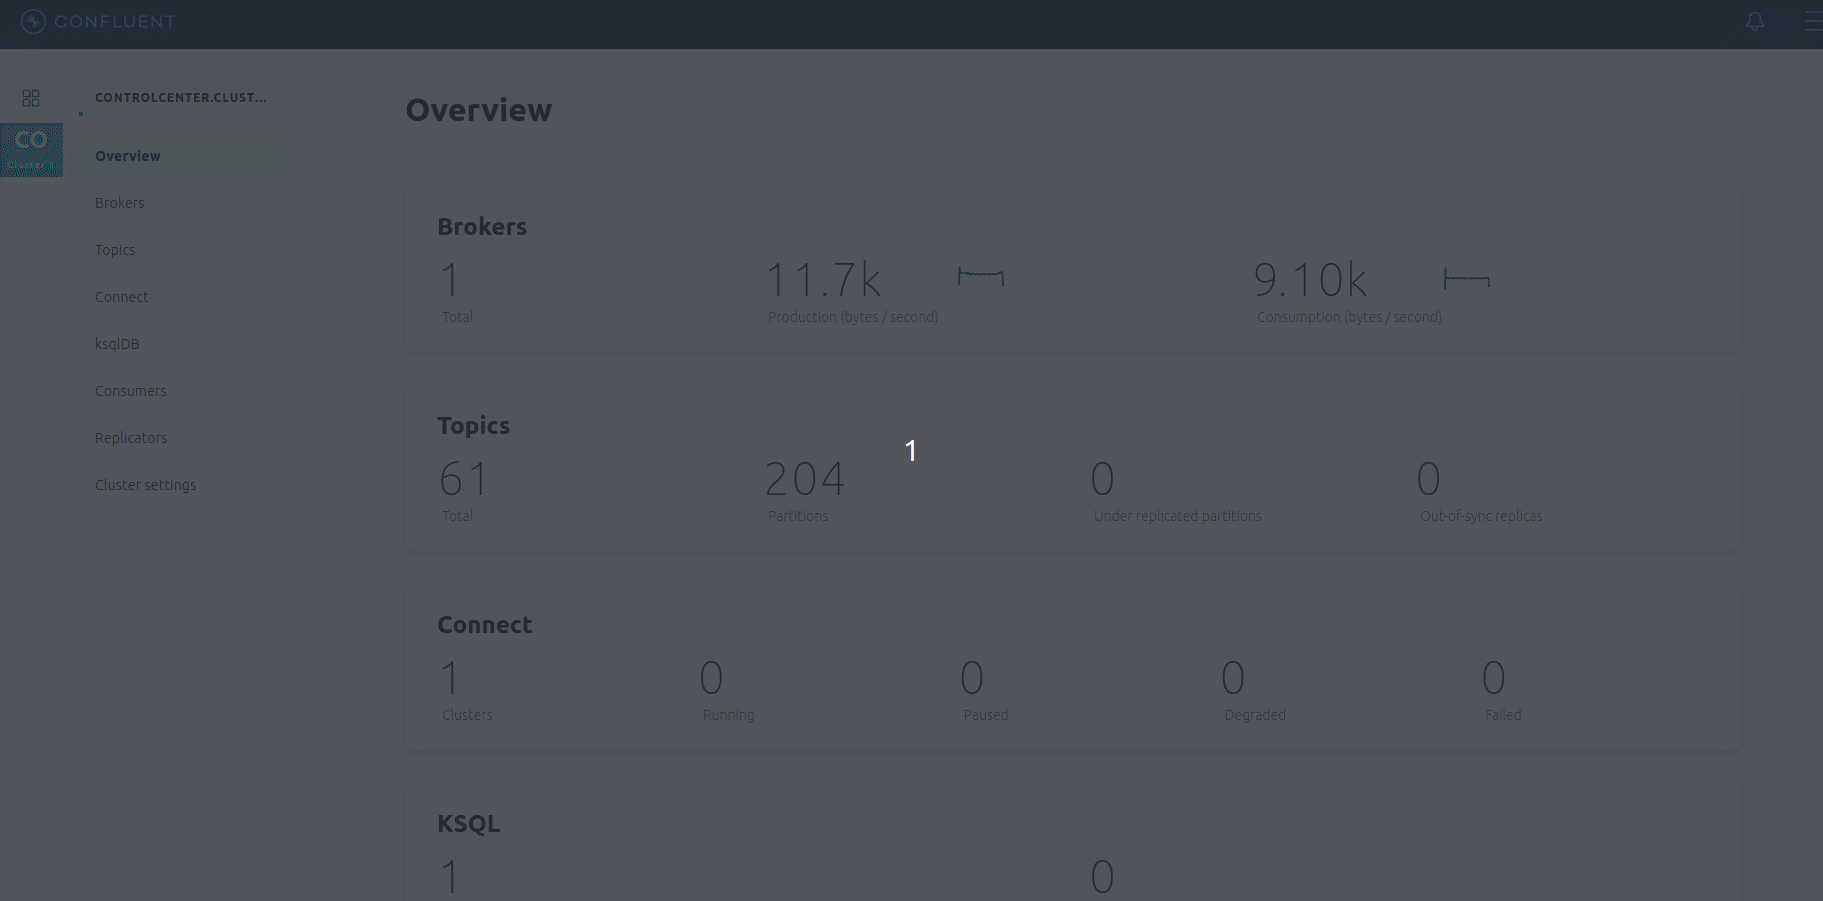 CONFLUENT
CONTROLCENTER.CLUST...
CO
Overview
Brokers
Topics
Connect
ksqlDB
Consumers
Replicators
Cluster settings
Overview
Brokers
1
Total
11.7k
Production (bytes / second)
9.10k
Consumption (bytes / second)
Topics
61
Total
204
Partitions
0
Under replicated partitions
0
Out-of-sync replicas
1
Connect
1
Clusters
0
Running
0
Paused
0
Degraded
0
Failed
KSQL
1
0